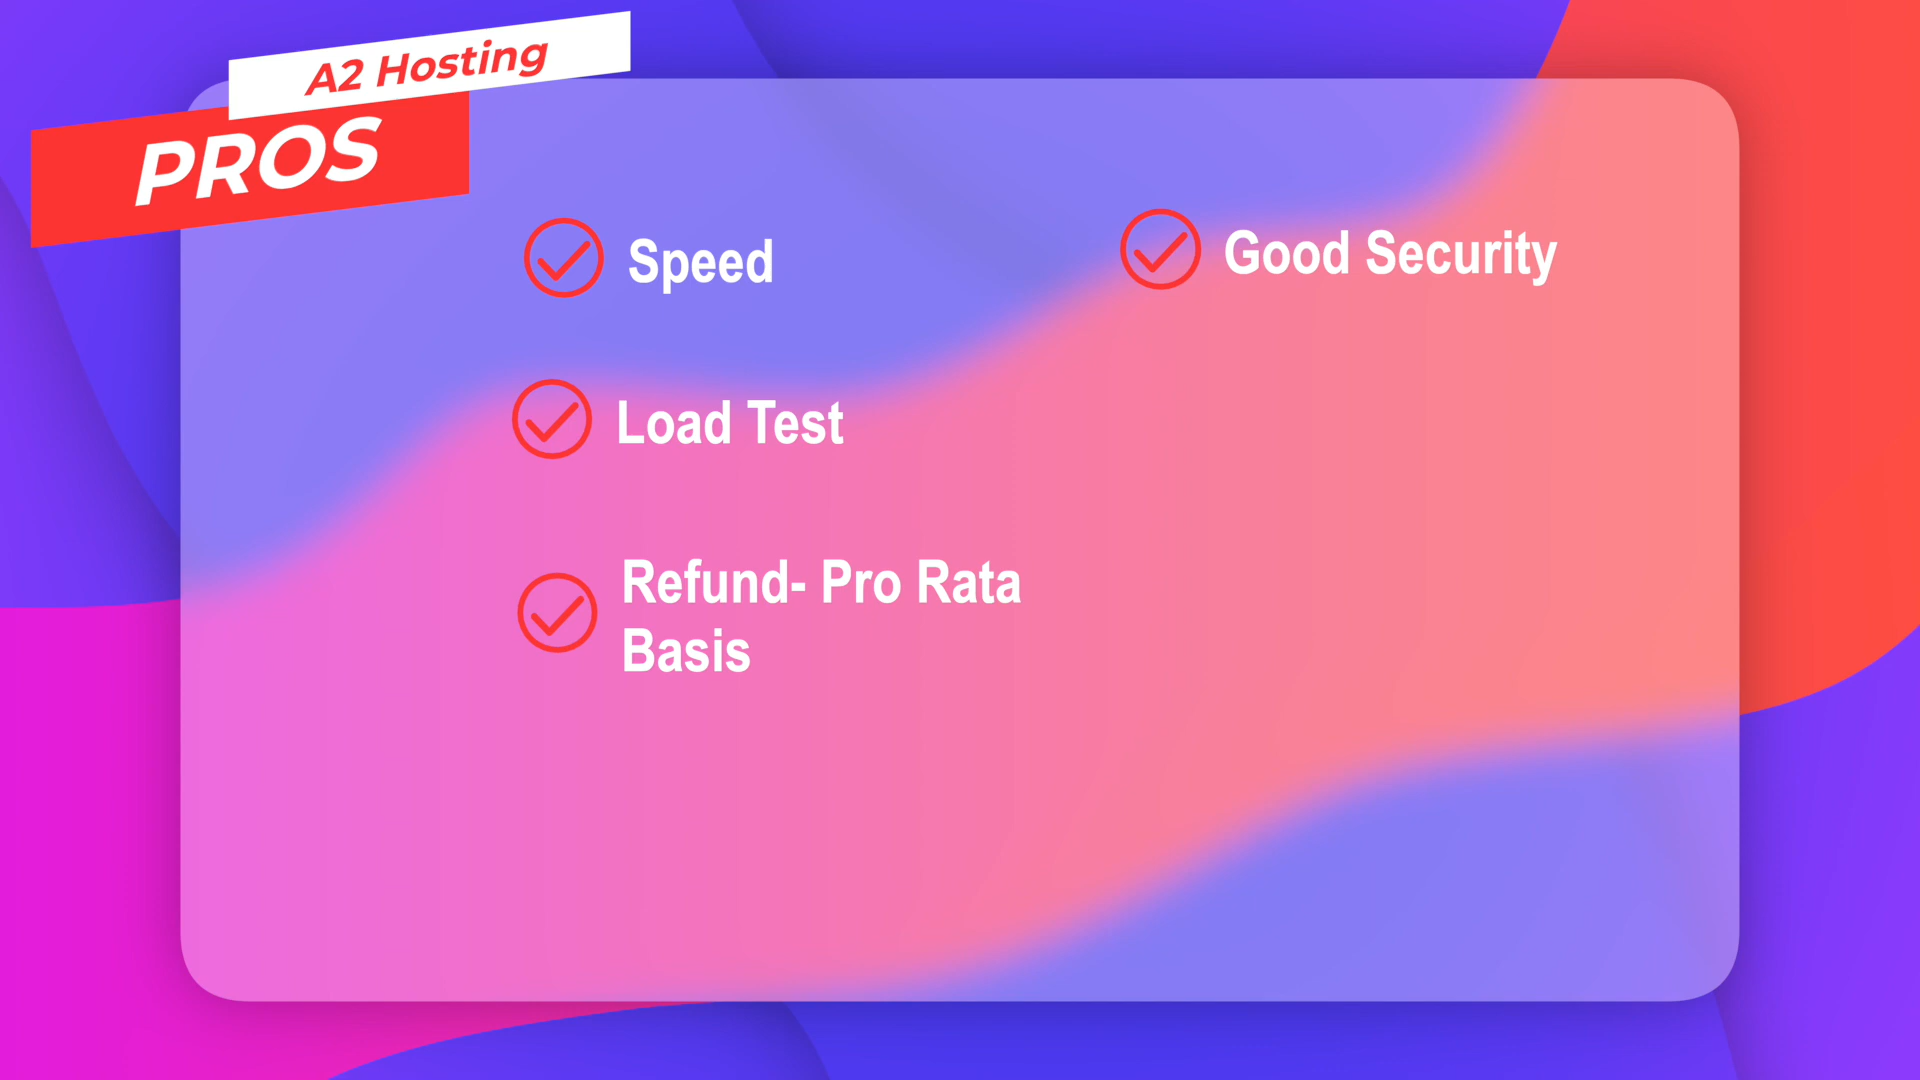 A2 Hosting
PROS
Speed
Load Test
Refund- Pro Rata
Basis
Good Security